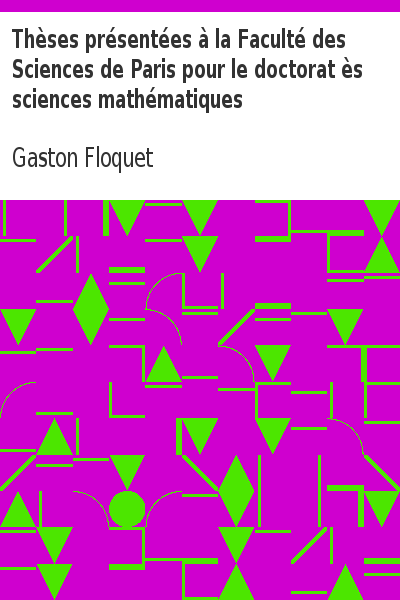 Thèses présentées à la Faculté des
Sciences de Paris pour le doctorat ès
sciences mathématiques
Gaston Floquet